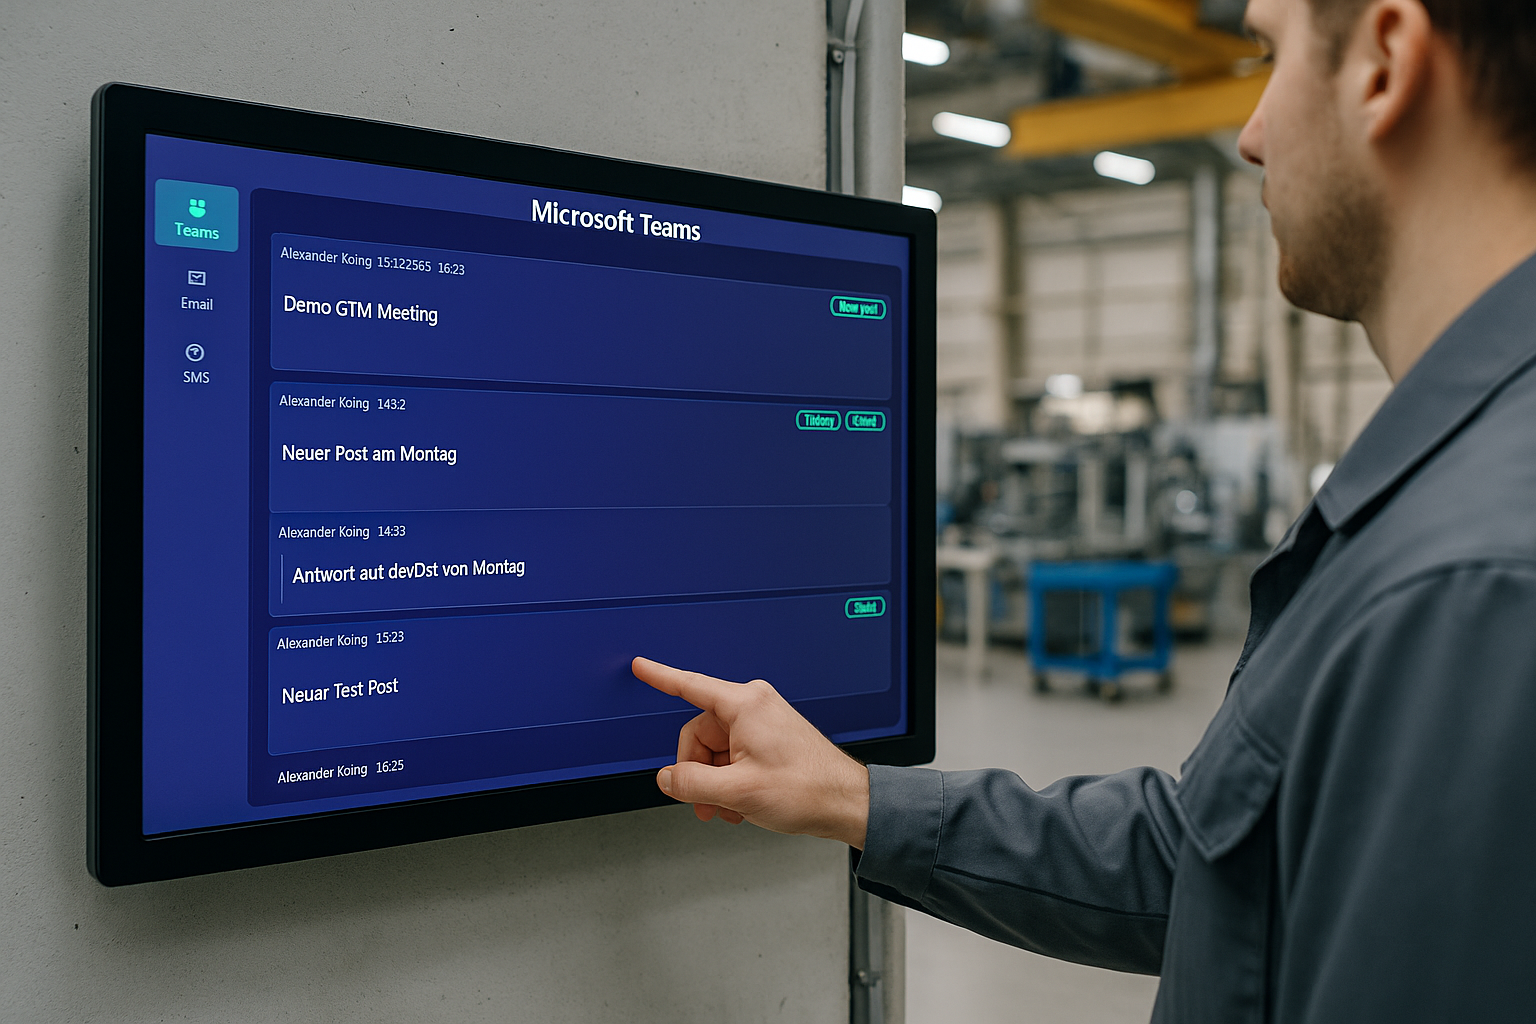 Microsoft Teams
Teams
Email
SMS
Alexander Koing 15:122565 16:23
Demo GTM Meeting
Alexander Koing 143:2
Neuer Post am Montag
Alexander Koing 14:33
Antwort aut devDst von Montag
Alexander Koing 15:23
Neuar Test Post
Alexander Koing 16:25